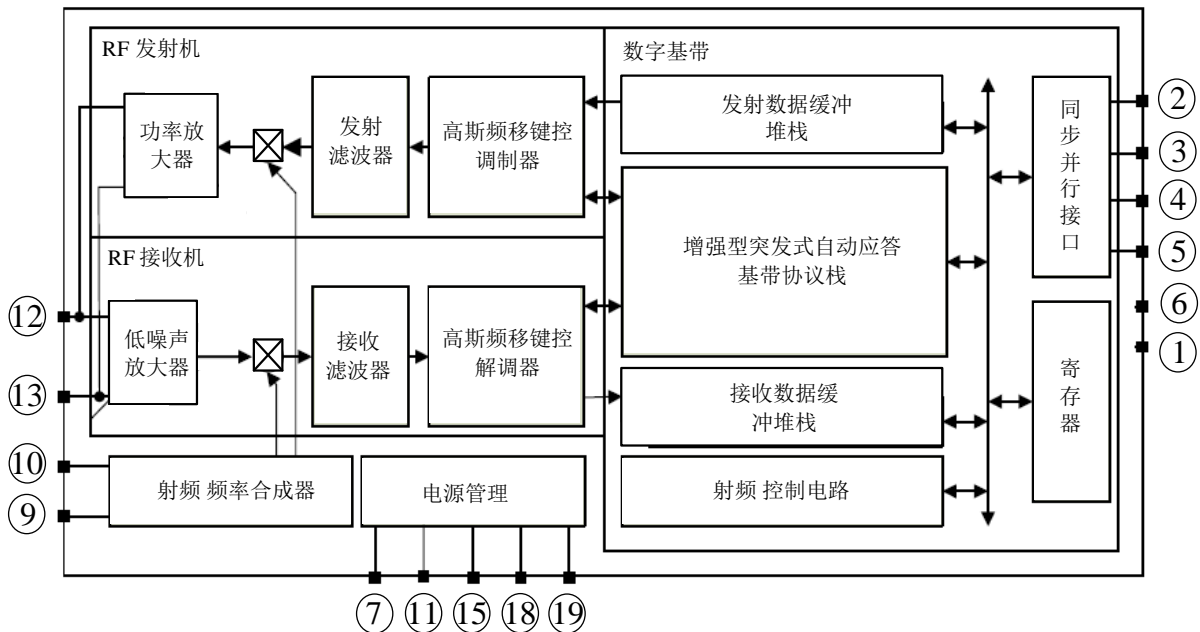 RF 发射机
数字基带
功率放
大器
发射
滤波器
高斯频移键控
调制器
发射数据缓冲
堆栈
同
步
并
行
接
口
②
③
④
⑤
⑥
①
增强型突发式自动应答
基带协议栈
RF 接收机
⑫
⑬
低噪声
放大器
接收
滤波器
高斯频移键控
解调器
接收数据缓
冲堆栈
寄
存
器
⑩
⑨
射频 频率合成器
电源管理
射频 控制电路
⑦
⑪
⑮
⑱
⑲